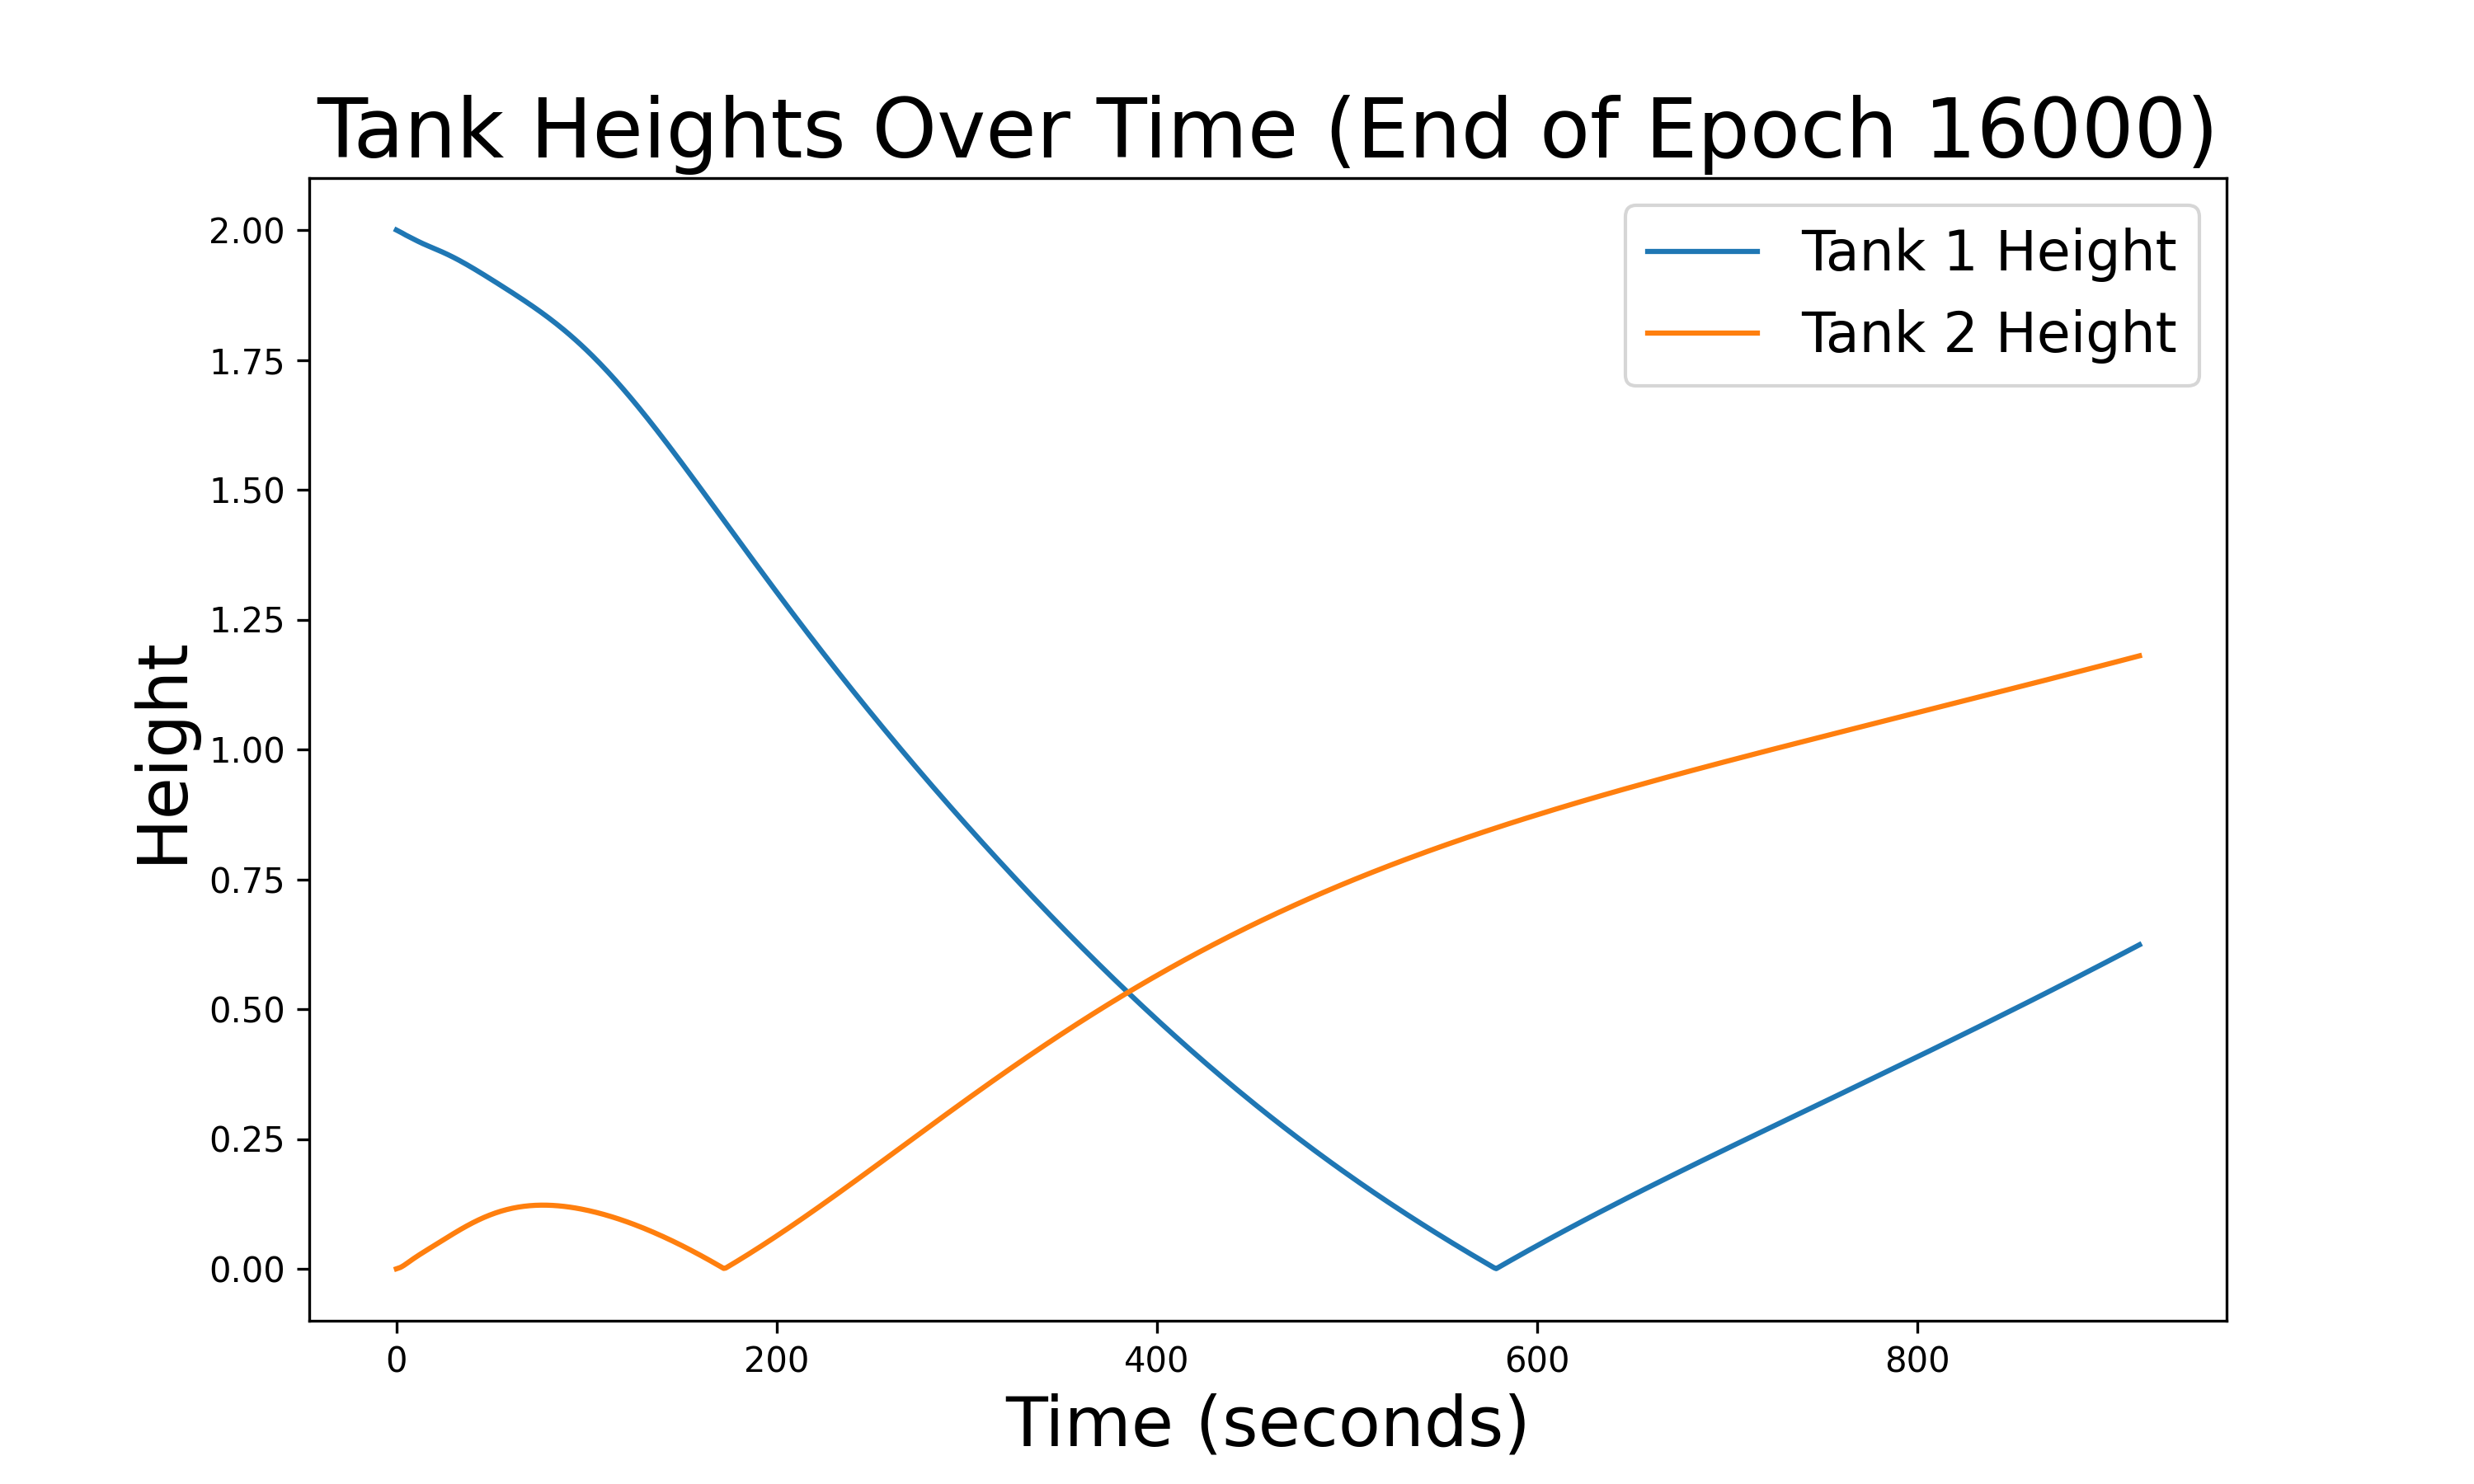 Tank Heights Over Time (End of Epoch 16000)
Tank 1 Height
Tank 2 Height
2.00
1.75
1.50
1.25
1.00
0.75
0.50
0.25
0.00
Height
0 200 400 600 800
Time (seconds)